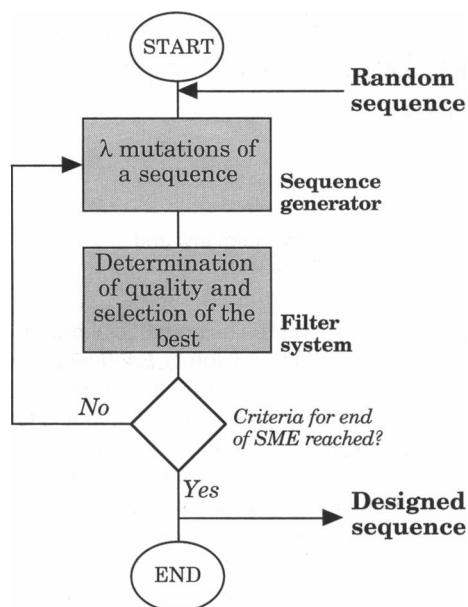 START
Random
sequence
λ mutations of
a sequence
Sequence
generator
Determination
of quality and
selection of the
best
Filter
system
No
Criteria for end
of SME reached?
Yes
Designed
sequence
END